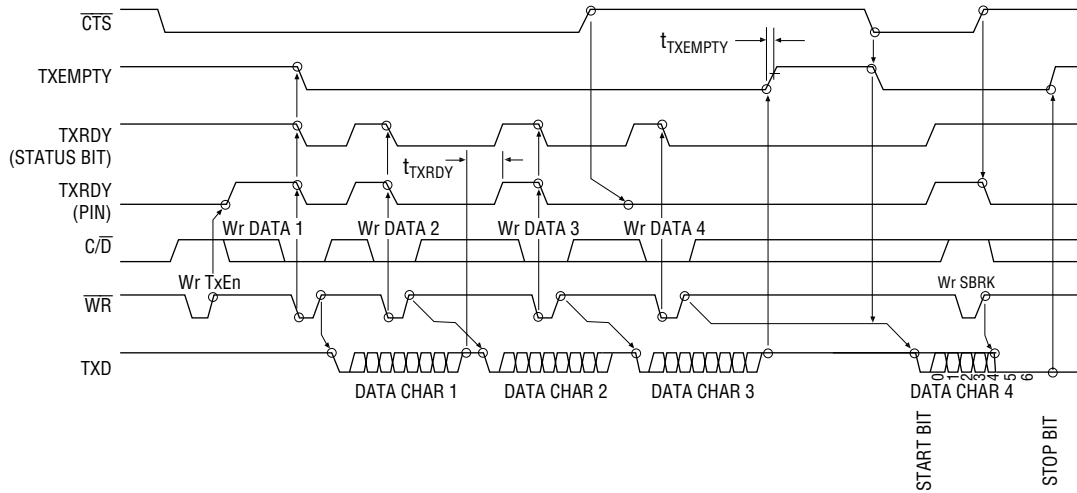 CTS
tTXEMPTY
TXEMPTY
TXRDY
(STATUS BIT)
tTXRDY
TXRDY
(PIN)
Wr DATA 1
Wr DATA 2
Wr DATA 3
Wr DATA 4
C/D
Wr TxEn
Wr SBRK
WR
TXD
0
1
2
3
4
5
6
DATA CHAR 1
DATA CHAR 2
DATA CHAR 3
DATA CHAR 4
START BIT
STOP BIT